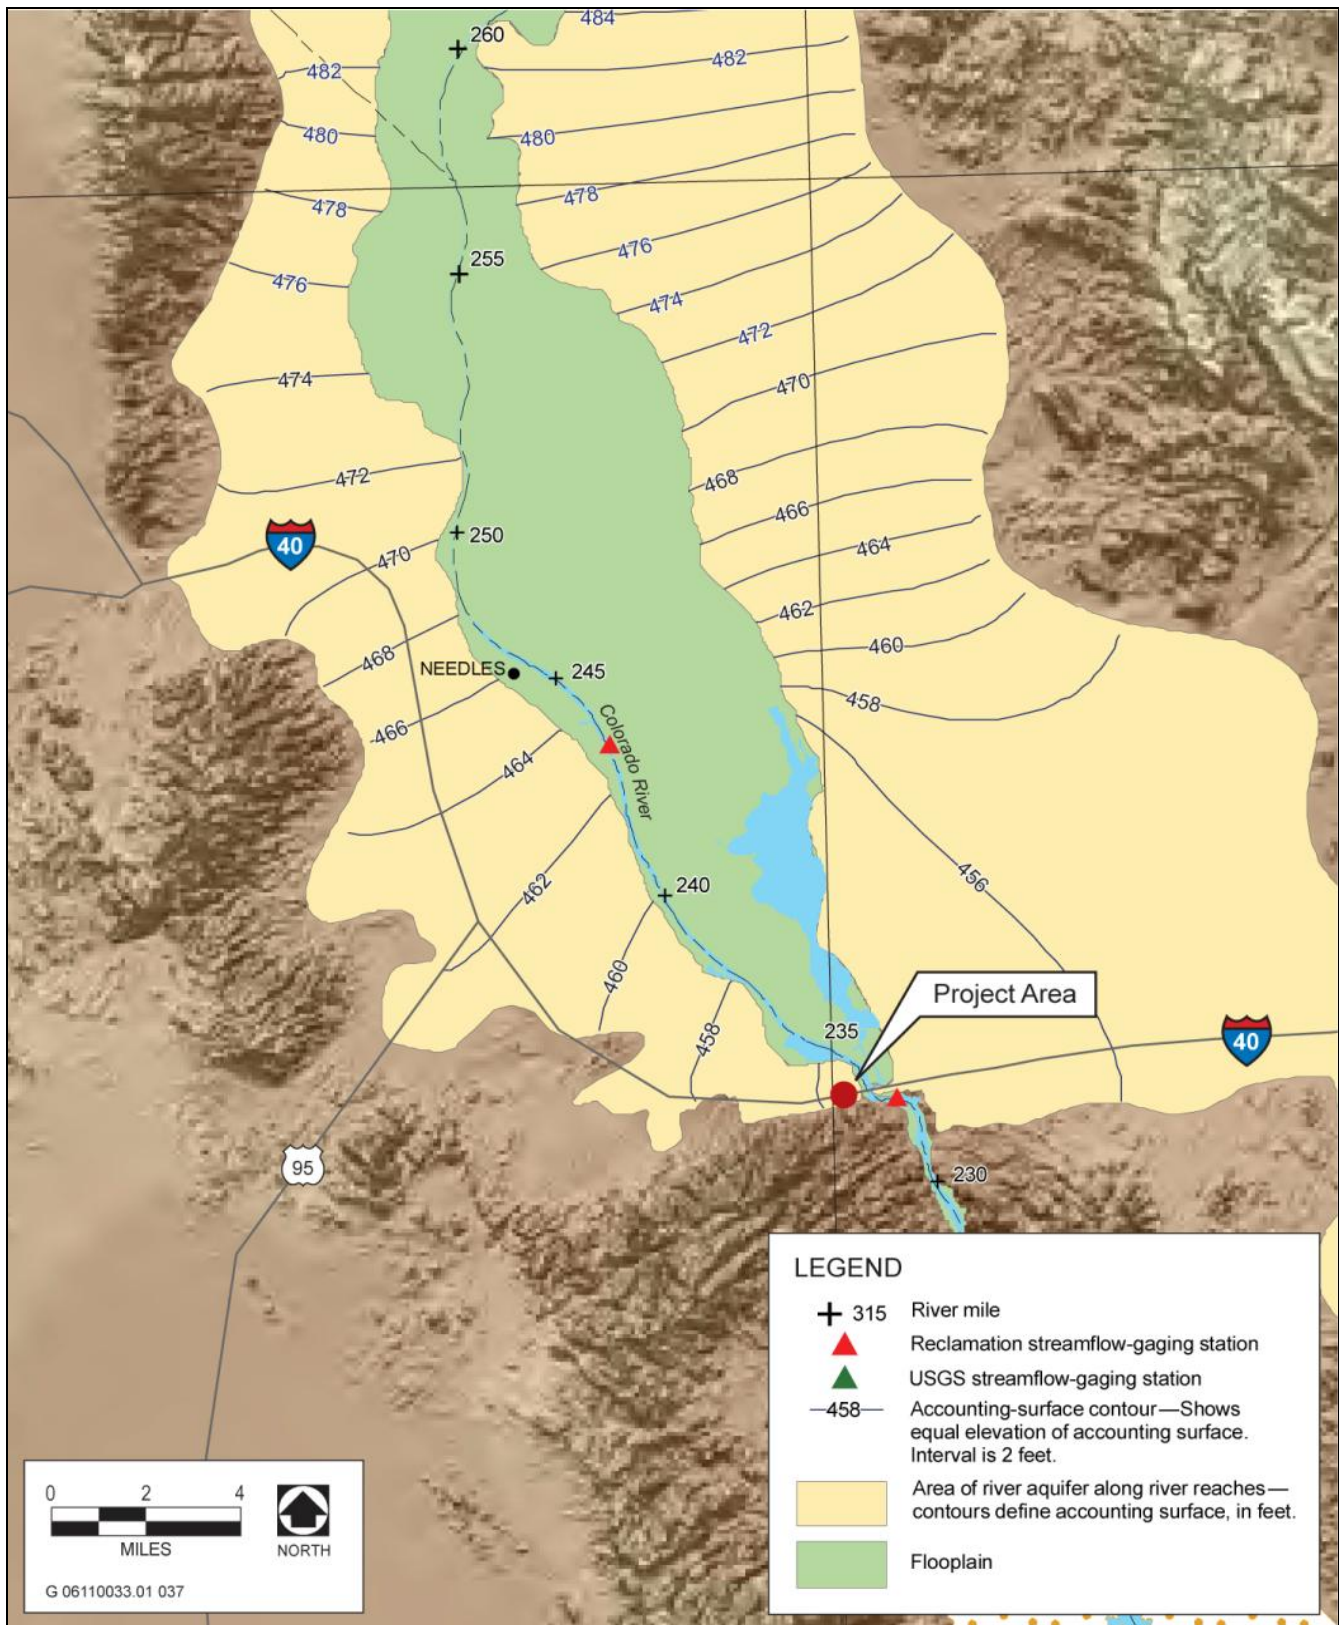 484
260
482
482
480
480
478
478
476
255
476
474
472
474
470
472
468
466
40
250
464
470
462
460
468
NEEDLES
245
458
466
Colorado River
464
456
462
240
460
Project Area
458
235
40
95
230
LEGEND
315 River mile
Reclamation streamflow-gaging station
USGS streamflow-gaging station
458 Accounting-surface contour—Shows
equal elevation of accounting surface.
Interval is 2 feet.
Area of river aquifer along river reaches—
contours define accounting surface, in feet.
Flooplain
0 2 4
MILES
NORTH
G 06110033.01 037